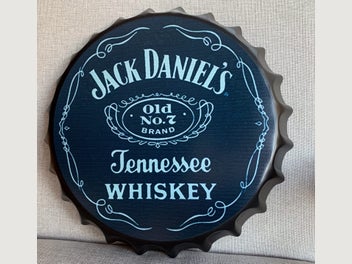 JACK DANIEL'S
Old
No. 7
BRAND
Tennessee
WHISKEY